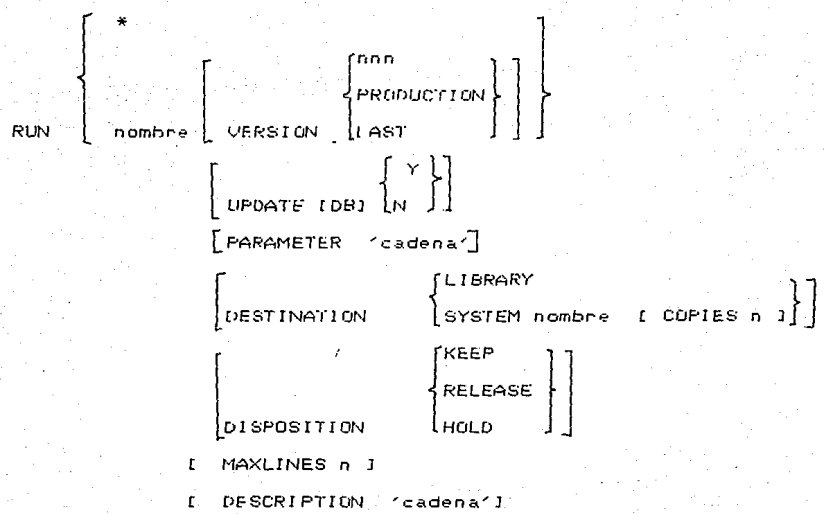 *
nnn
PRODUCTION
RUN nombre VERSION LAST
Y
UPDATE [DB] N
[PARAMETER 'cadena']
LIBRARY
DESTINATION SYSTEM nombre [ COPIES n ]
KEEP
RELEASE
DISPOSITION HOLD
[ MAXLINES n ]
[ DESCRIPTION 'cadena']